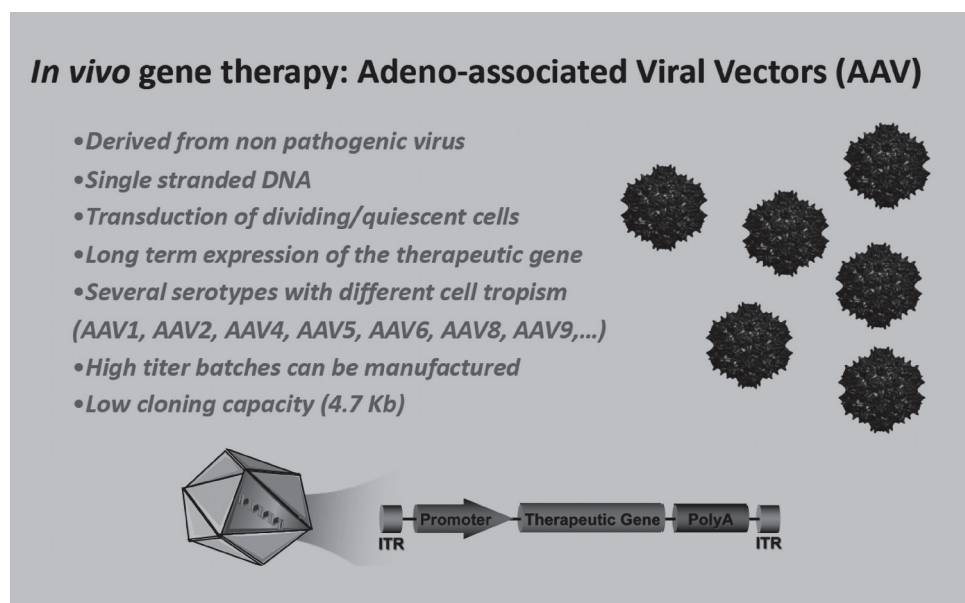 In vivo gene therapy: Adeno-associated Viral Vectors (AAV)
•Derived from non pathogenic virus
•Single stranded DNA
•Transduction of dividing/quiescent cells
•Long term expression of the therapeutic gene
•Several serotypes with different cell tropism
(AAV1, AAV2, AAV4, AAV5, AAV6, AAV8, AAV9,...)
•High titer batches can be manufactured
•Low cloning capacity (4.7 Kb)
Promoter Therapeutic Gene PolyA
ITR ITR